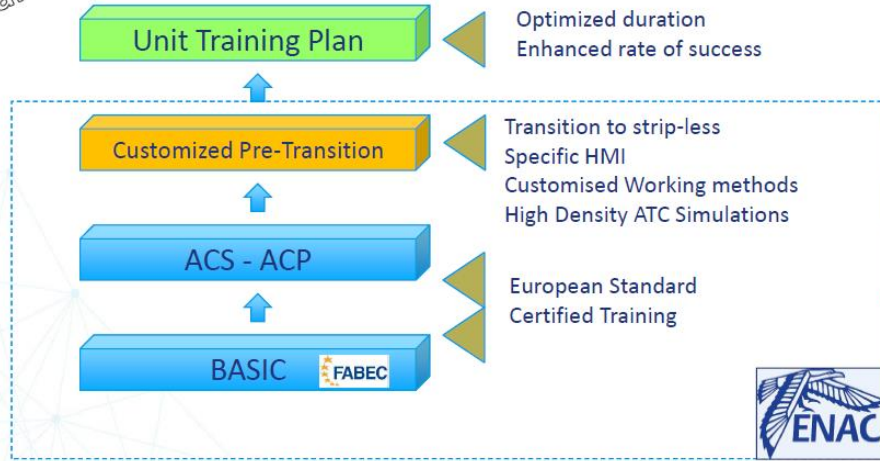 Unit Training Plan
Optimized duration
Enhanced rate of success
Customized Pre-Transition
Transition to strip-less
Specific HMI
Customised Working methods
High Density ATC Simulations
ACS - ACP
European Standard
Certified Training
BASIC
FABEC
ENAC